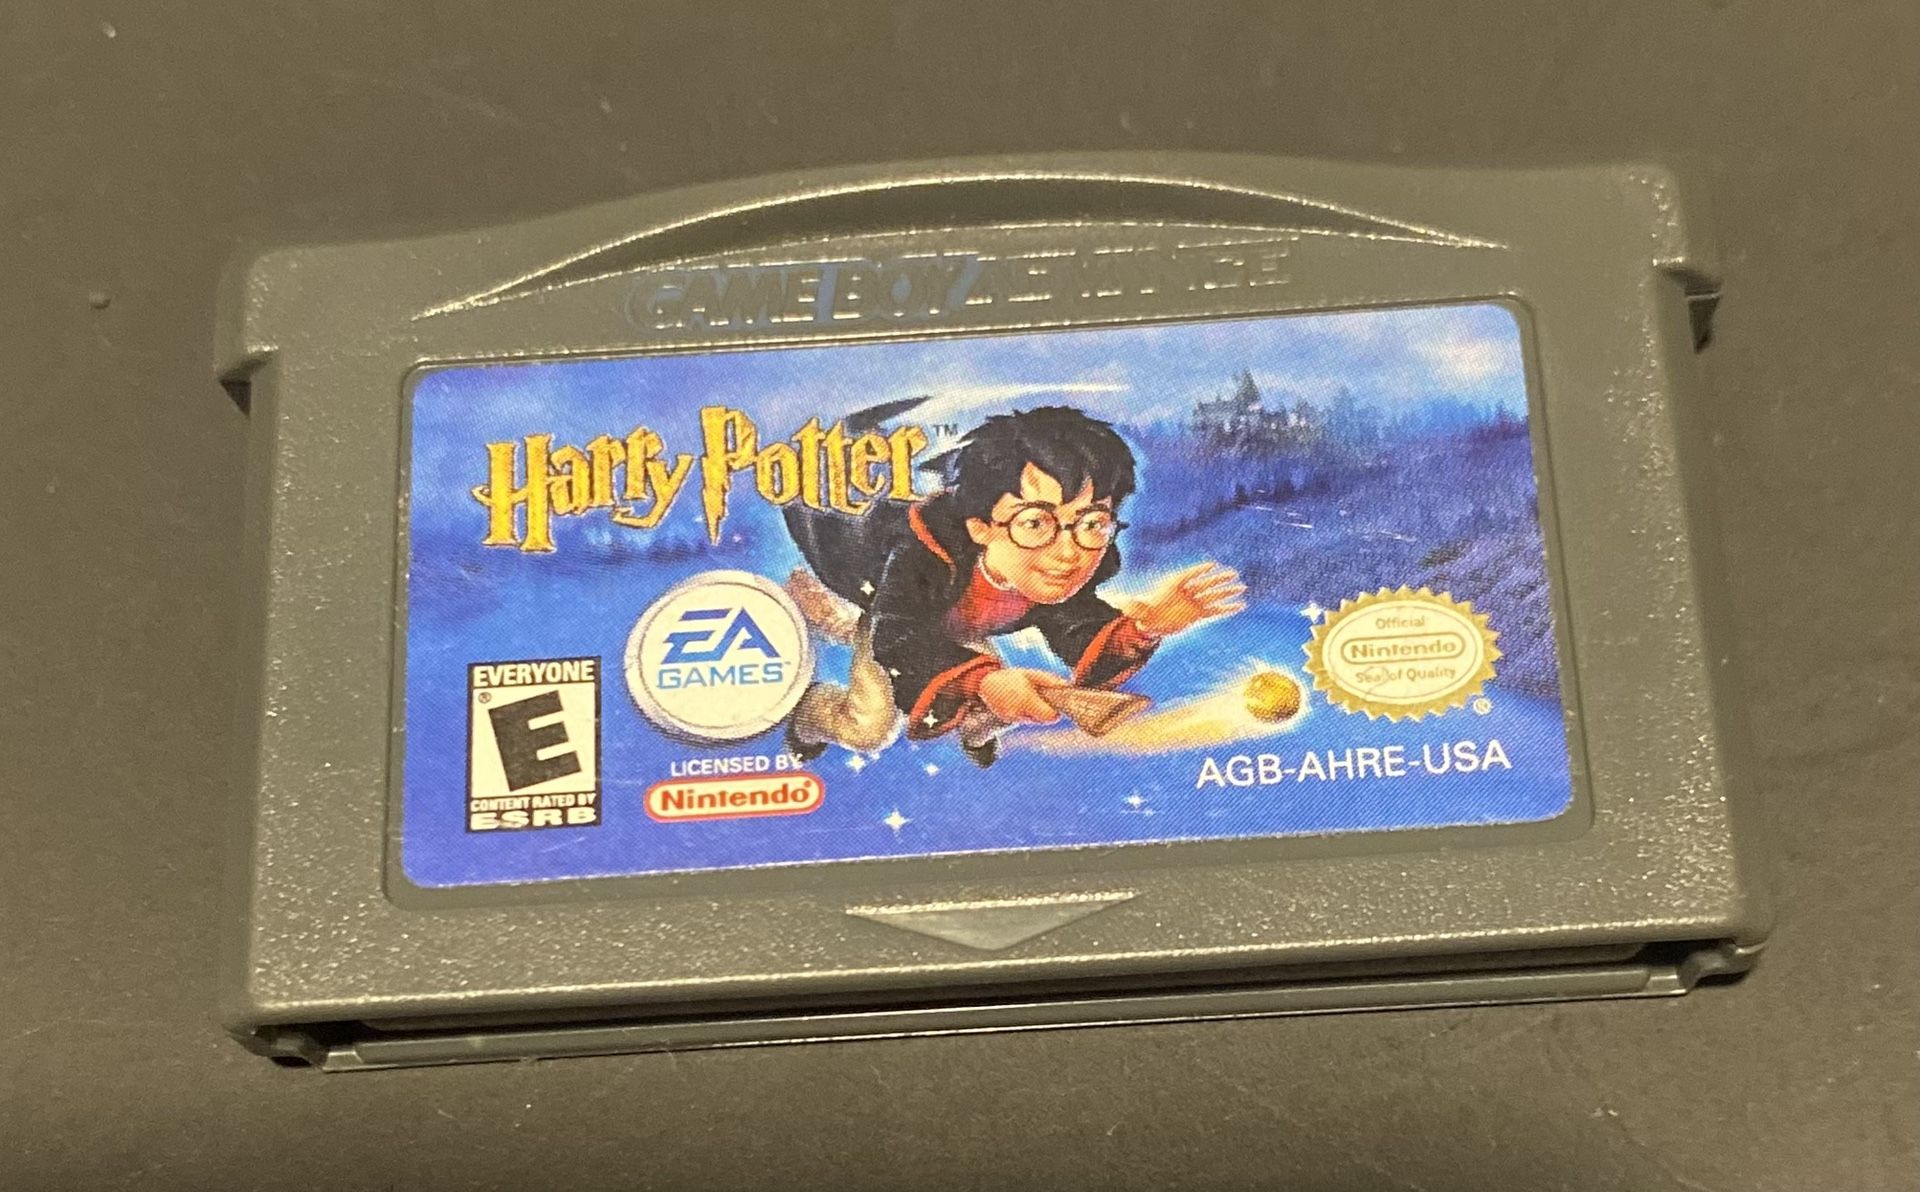 GAME BOY ADVANCE
Harry Potter™
EA
GAMES™
EVERYONE
E®
CONTENT RATED BY
ESRB
LICENSED BY
Nintendo®
Official
Nintendo
Seal of Quality
®
AGB-AHRE-USA